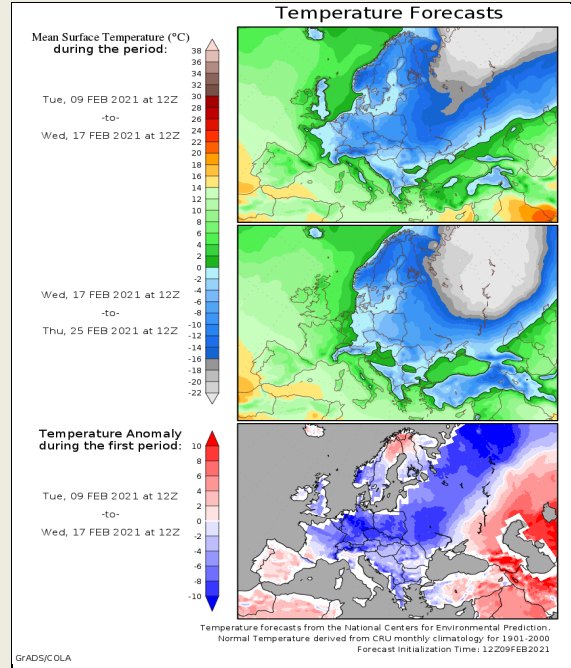 Temperature Forecasts
Mean Surface Temperature (°C)
during the period:
Tue, 09 FEB 2021 at 12Z
-to-
Wed, 17 FEB 2021 at 12Z
38
36
34
32
30
28
26
24
22
20
18
16
14
12
10
8
6
4
2
0
-2
-4
-6
-8
-10
-12
-14
-16
-18
-20
-22
Wed, 17 FEB 2021 at 12Z
-to-
Thu, 25 FEB 2021 at 12Z
Temperature Anomaly
during the first period:
Tue, 09 FEB 2021 at 12Z
-to-
Wed, 17 FEB 2021 at 12Z
10
8
6
4
2
0
-2
-4
-6
-8
-10
Temperature forecasts from the National Centers for Environmental Prediction.
Normal Temperature derived from CRU monthly climatology for 1901-2000
Forecast Initialization Time: 12Z09FEB2021
GrADS/COLA